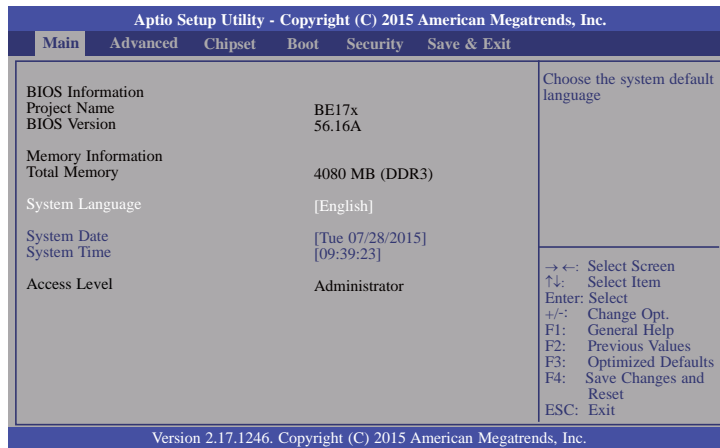 Aptio Setup Utility - Copyright (C) 2015 American Megatrends, Inc.
Main Advanced Chipset Boot Security Save & Exit
BIOS Information
Project Name BE17x
BIOS Version 56.16A
Memory Information
Total Memory 4080 MB (DDR3)
System Language [English]
System Date [Tue 07/28/2015]
System Time [09:39:23]
Access Level Administrator
Choose the system default
language
→ ←: Select Screen
↑↓: Select Item
Enter: Select
+/-: Change Opt.
F1: General Help
F2: Previous Values
F3: Optimized Defaults
F4: Save Changes and
Reset
ESC: Exit
Version 2.17.1246. Copyright (C) 2015 American Megatrends, Inc.